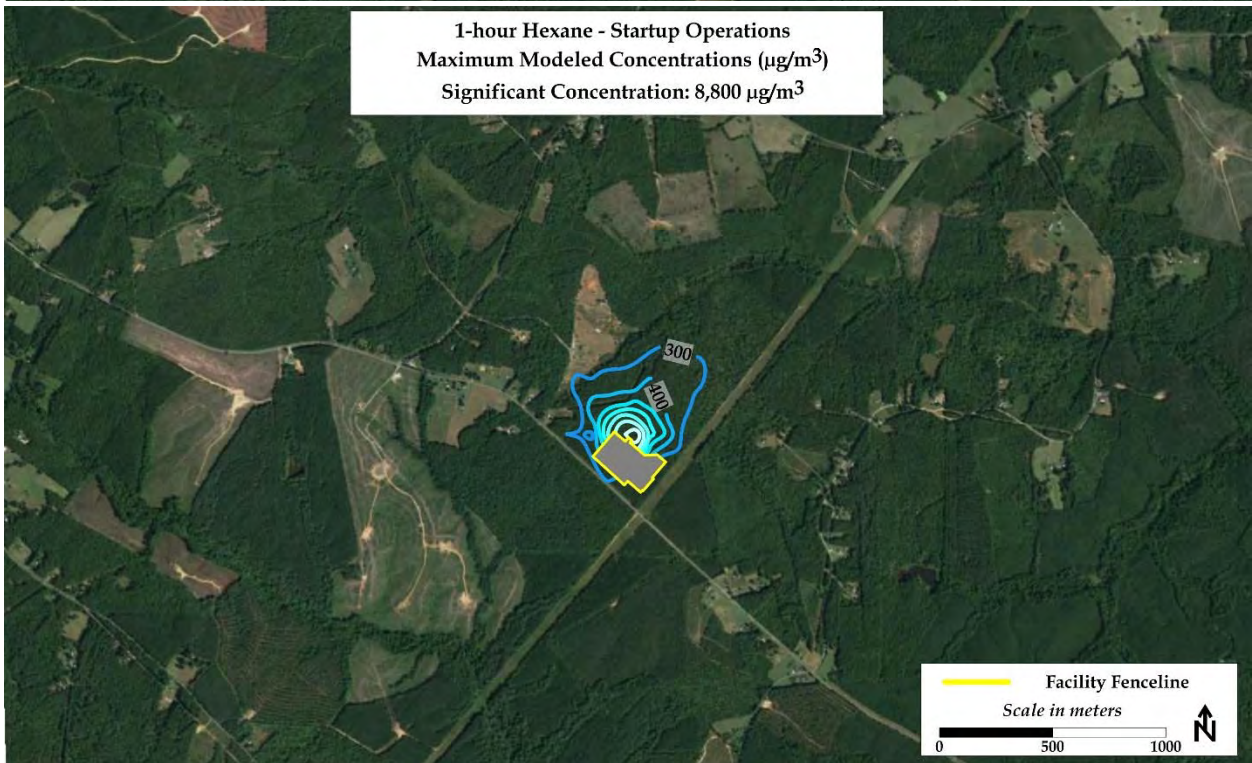 1-hour Hexane - Startup Operations
Maximum Modeled Concentrations (µg/m³)
Significant Concentration: 8,800 µg/m³
300
400
Facility Fenceline
Scale in meters
0 500 1000
N